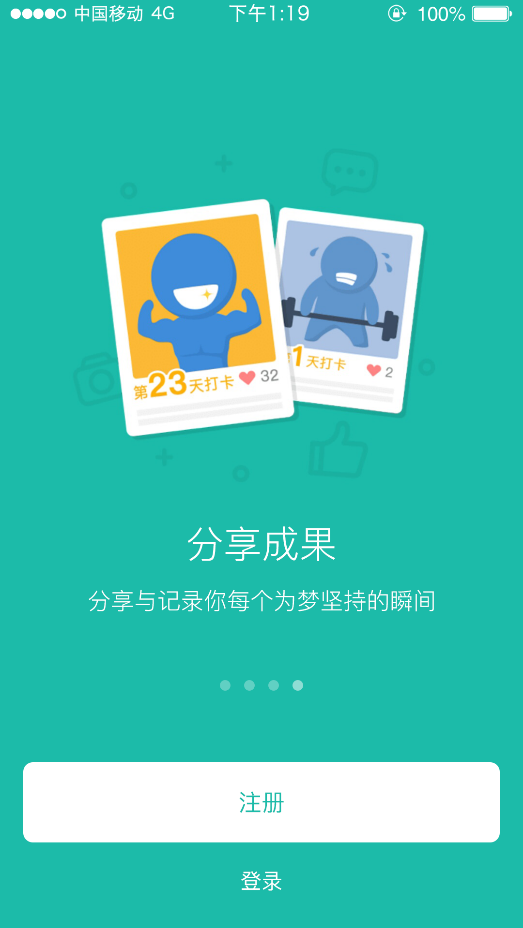 中国移动 4G 下午1:19 100%
第23天打卡 32
1天打卡 2
分享成果
分享与记录你每个为梦坚持的瞬间
注册
登录